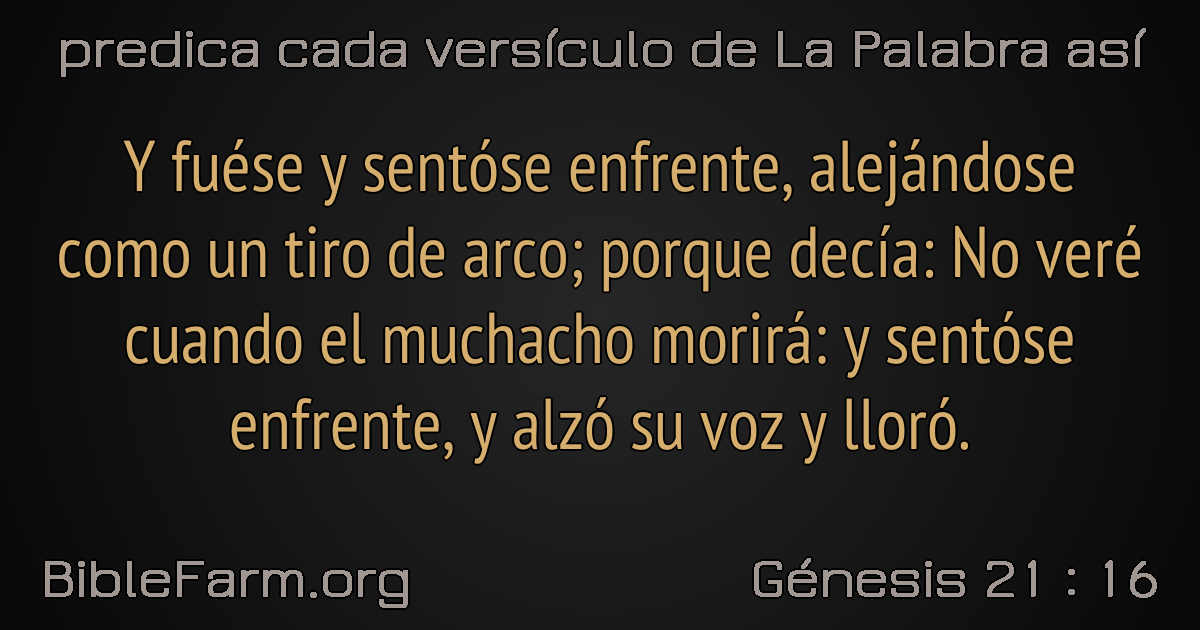 predica cada versículo de La Palabra así
Y fuése y sentóse enfrente, alejándose
como un tiro de arco; porque decía: No veré
cuando el muchacho morirá: y sentóse
enfrente, y alzó su voz y lloró.
BibleFarm.org
Génesis 21 : 16